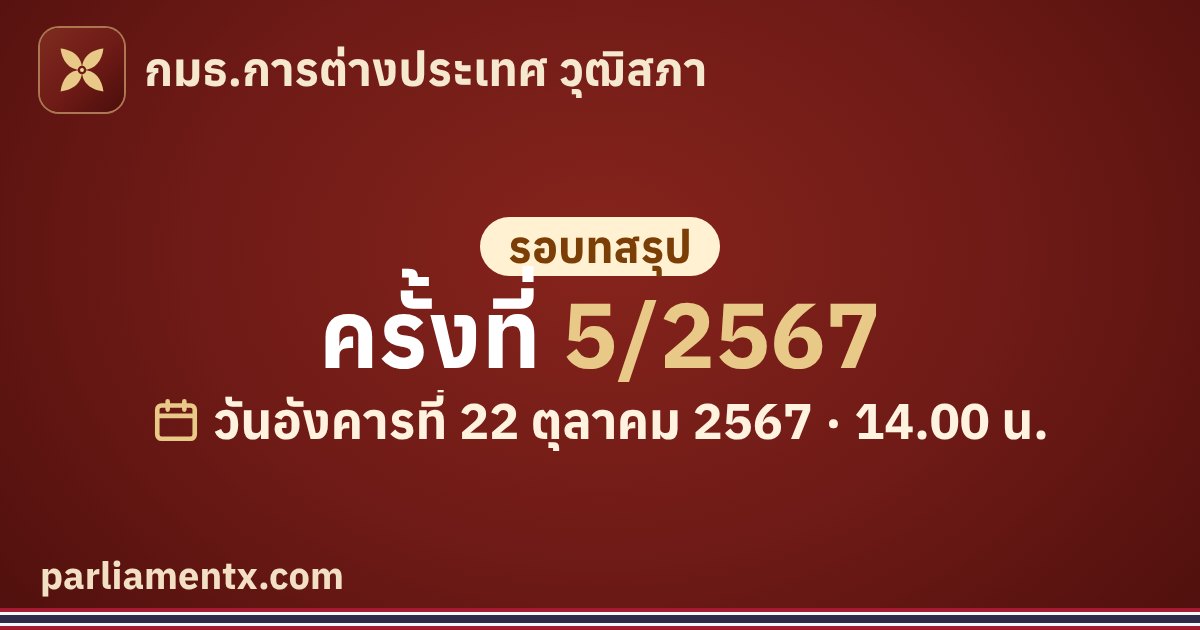 กมธ.การต่างประเทศ วุฒิสภา
รอบทสรุป
ครั้งที่ 5/2567
วันอังคารที่ 22 ตุลาคม 2567 · 14.00 น.
parliamentx.com